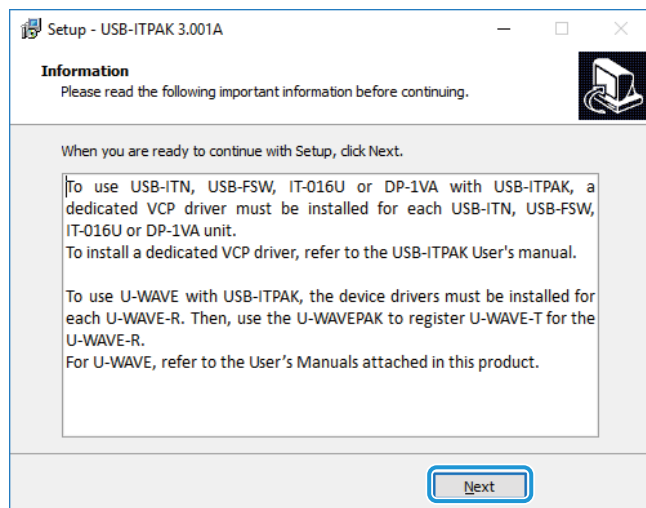 Setup - USB-ITPAK 3.001A
Information
Please read the following important information before continuing.
When you are ready to continue with Setup, click Next.
To use USB-ITN, USB-FSW, IT-016U or DP-1VA with USB-ITPAK, a
dedicated VCP driver must be installed for each USB-ITN, USB-FSW,
IT-016U or DP-1VA unit.
To install a dedicated VCP driver, refer to the USB-ITPAK User's manual.
To use U-WAVE with USB-ITPAK, the device drivers must be installed for
each U-WAVE-R. Then, use the U-WAVEPAK to register U-WAVE-T for the
U-WAVE-R.
For U-WAVE, refer to the User’s Manuals attached in this product.
Next